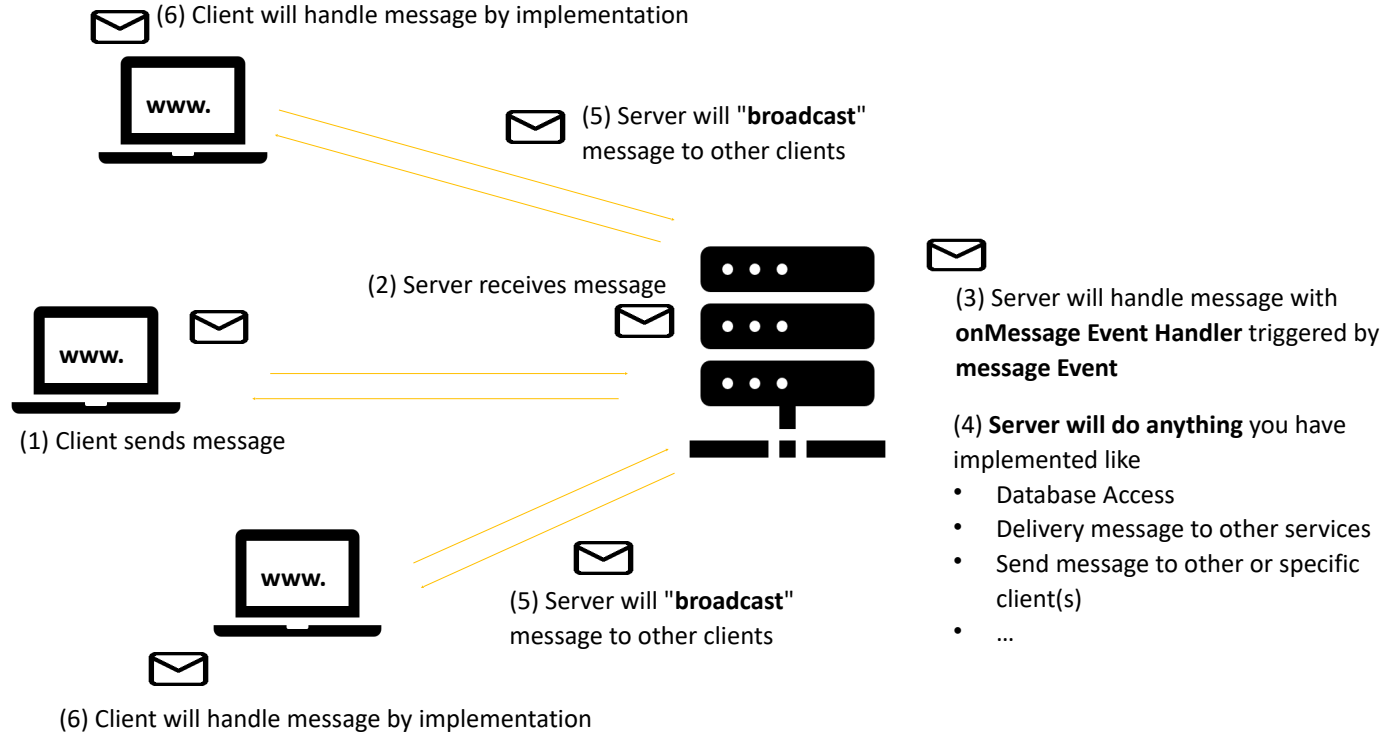 (6) Client will handle message by implementation
www.
(5) Server will "broadcast"
message to other clients
(2) Server receives message
(3) Server will handle message with
onMessage Event Handler triggered by
message Event
www.
(1) Client sends message
(4) Server will do anything you have
implemented like
• Database Access
• Delivery message to other services
• Send message to other or specific
client(s)
• ...
www.
(5) Server will "broadcast"
message to other clients
(6) Client will handle message by implementation